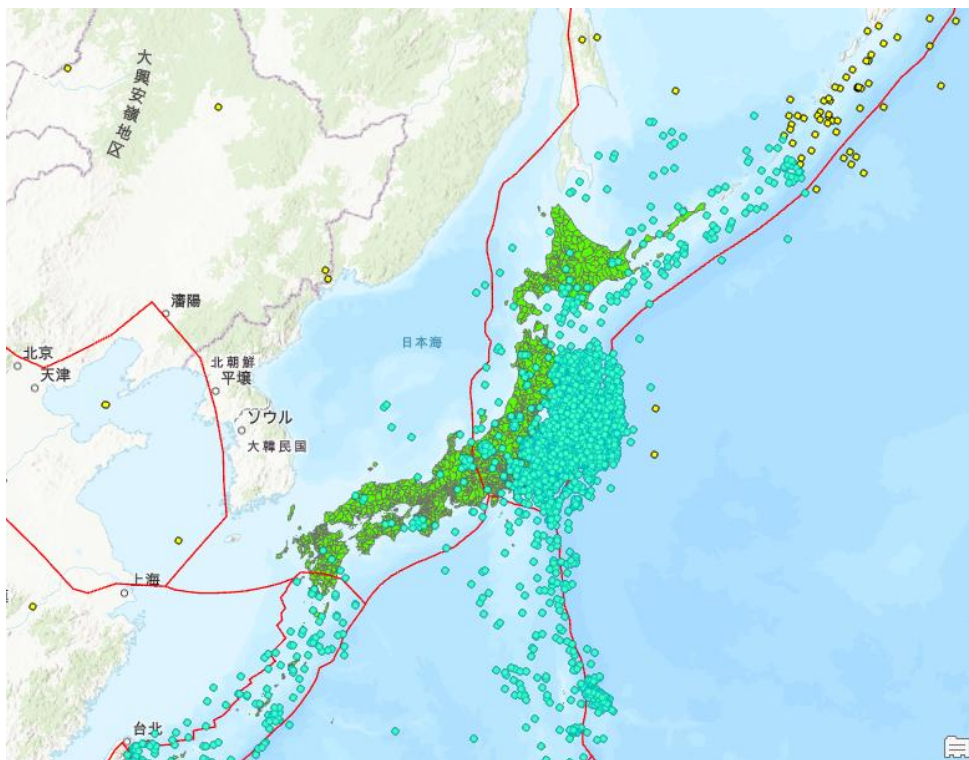 大興安嶺地区
瀋陽
北京
天津
北朝鮮
平壌
日本海
ソウル
大韓民国
上海
台北